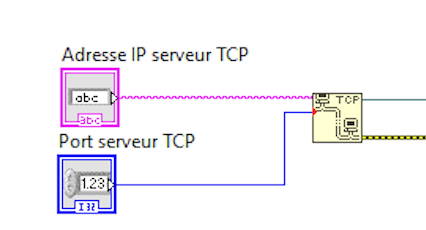 Adresse IP serveur TCP
abc
abc
TCP
Port serveur TCP
1.23
I32